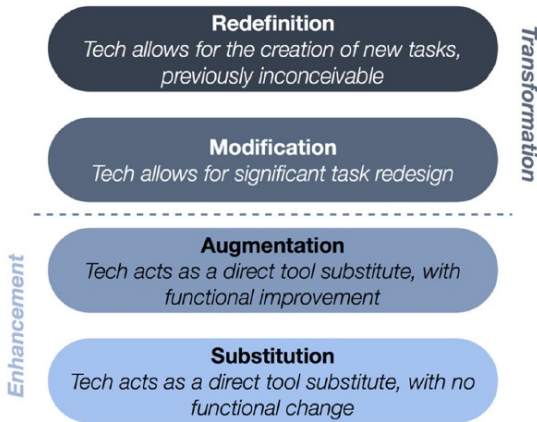 Redefinition
Tech allows for the creation of new tasks,
previously inconceivable
Modification
Tech allows for significant task redesign
Transformation
Augmentation
Tech acts as a direct tool substitute, with
functional improvement
Substitution
Tech acts as a direct tool substitute, with no
functional change
Enhancement